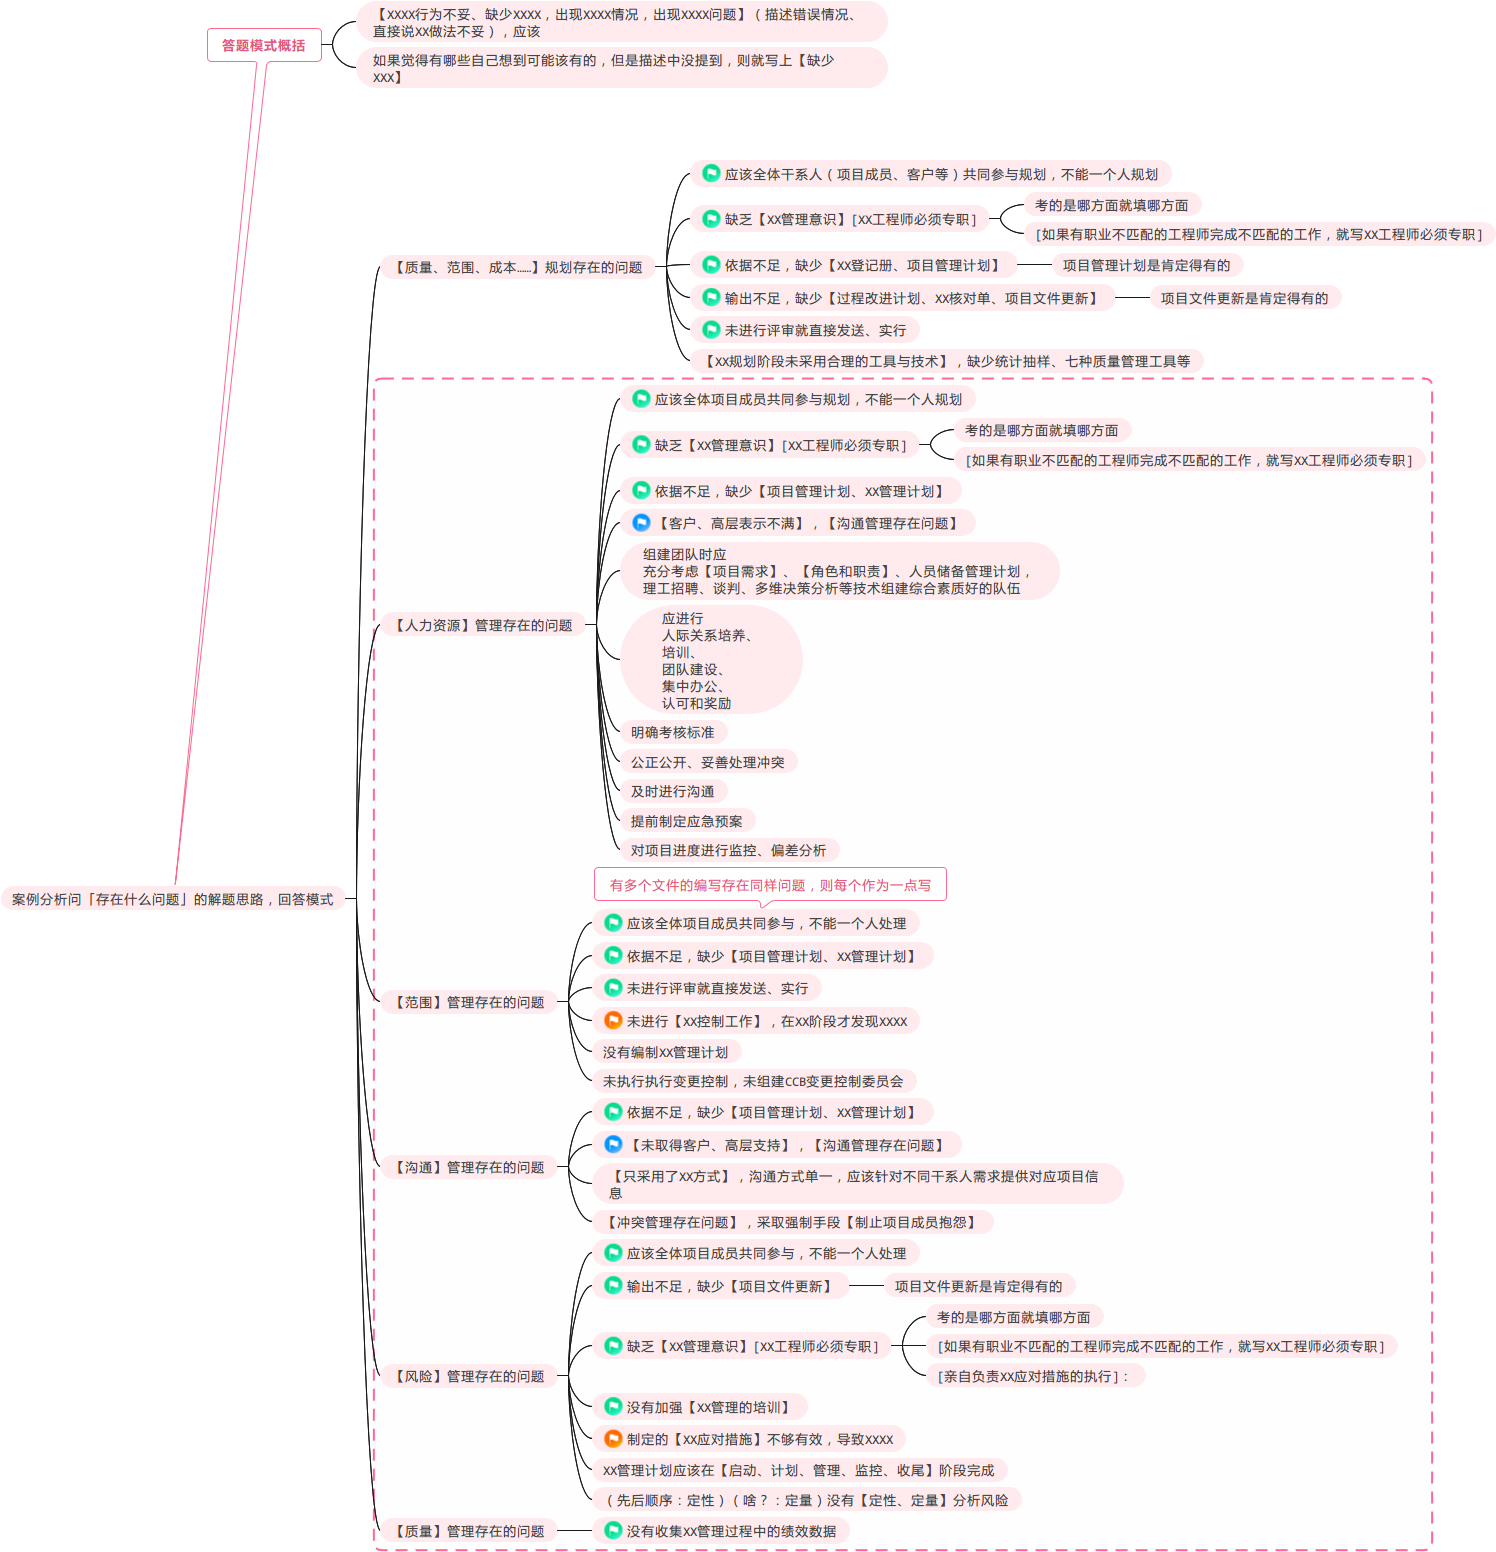 答题模式概括
【XXXX行为不妥、缺少XXXX，出现XXXX情况，出现XXXX问题】（描述错误情况、
直接说XX做法不妥），应该
如果觉得有哪些自己想到可能该有的，但是描述中没提到，则就写上【缺少
XXX】
案例分析问「存在什么问题」的解题思路，回答模式
【质量、范围、成本……】规划存在的问题
应该全体干系人（项目成员、客户等）共同参与规划，不能一个人规划
缺乏【XX管理意识】[XX工程师必须专职]
考的是哪方面就填哪方面
[如果有职业不匹配的工程师完成不匹配的工作，就写XX工程师必须专职]
依据不足，缺少【XX登记册、项目管理计划】
项目管理计划是肯定得有的
输出不足，缺少【过程改进计划、XX核对单、项目文件更新】
项目文件更新是肯定得有的
未进行评审就直接发送、实行
【XX规划阶段未采用合理的工具与技术】，缺少统计抽样、七种质量管理工具等
【人力资源】管理存在的问题
应该全体项目成员共同参与规划，不能一个人规划
缺乏【XX管理意识】[XX工程师必须专职]
考的是哪方面就填哪方面
[如果有职业不匹配的工程师完成不匹配的工作，就写XX工程师必须专职]
依据不足，缺少【项目管理计划、XX管理计划】
【客户、高层表示不满】，【沟通管理存在问题】
组建团队时应
充分考虑【项目需求】、【角色和职责】、人员储备管理计划，
理工招聘、谈判、多维决策分析等技术组建综合素质好的队伍
应进行
人际关系培养、
培训、
团队建设、
集中办公、
认可和奖励
明确考核标准
公正公开、妥善处理冲突
及时进行沟通
提前制定应急预案
对项目进度进行监控、偏差分析
有多个文件的编写存在同样问题，则每个作为一点写
【范围】管理存在的问题
应该全体项目成员共同参与，不能一个人处理
依据不足，缺少【项目管理计划、XX管理计划】
未进行评审就直接发送、实行
未进行【XX控制工作】，在XX阶段才发现XXXX
没有编制XX管理计划
未执行执行变更控制，未组建CCB变更控制委员会
【沟通】管理存在的问题
依据不足，缺少【项目管理计划、XX管理计划】
【未取得客户、高层支持】，【沟通管理存在问题】
【只采用了XX方式】，沟通方式单一，应该针对不同干系人需求提供对应项目信
息
【冲突管理存在问题】，采取强制手段【制止项目成员抱怨】
【风险】管理存在的问题
应该全体项目成员共同参与，不能一个人处理
输出不足，缺少【项目文件更新】
项目文件更新是肯定得有的
缺乏【XX管理意识】[XX工程师必须专职]
考的是哪方面就填哪方面
[如果有职业不匹配的工程师完成不匹配的工作，就写XX工程师必须专职]
[亲自负责XX应对措施的执行]：
没有加强【XX管理的培训】
制定的【XX应对措施】不够有效，导致XXXX
XX管理计划应该在【启动、计划、管理、监控、收尾】阶段完成
（先后顺序：定性）（啥？：定量）没有【定性、定量】分析风险
【质量】管理存在的问题
没有收集XX管理过程中的绩效数据